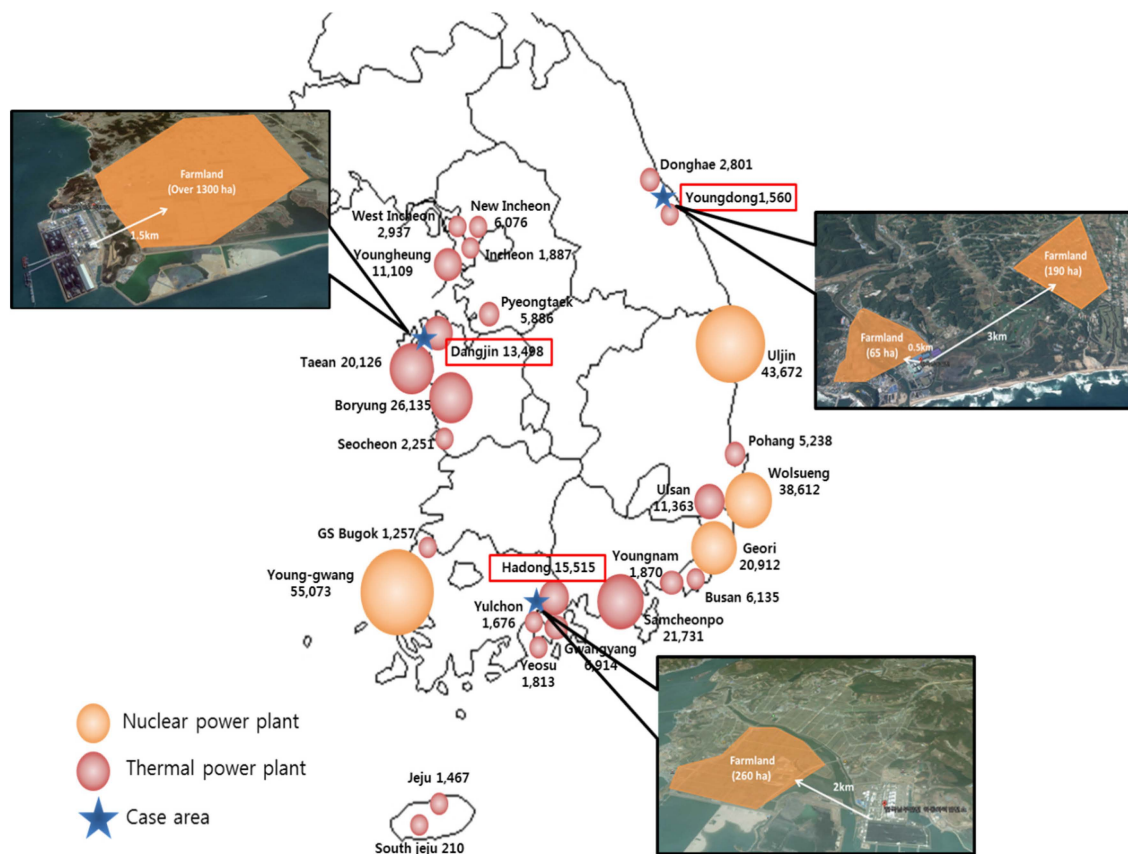 Farmland
(Over 1300 ha)
1.5km
West Incheon
2,937
New Incheon
6,076
Youngheung
11,109
Incheon 1,887
Pyeongtaek
5,886
Dangjin 13,498
Taean 20,126
Boryung 26,135
Seocheon 2,251
Donghae 2,801
Youngdong1,560
Farmland
(190 ha)
Farmland
(65 ha)
0.5km
3km
Uljin
43,672
Pohang 5,238
Wolsueng
38,612
Ulsan
11,363
Geori
20,912
GS Bugok 1,257
Young-gwang
55,073
Hadong 15,515
Youngnam
1,870
Busan 6,135
Samcheonpo
21,731
Yulchon
1,676
Gwangyang
6,914
Yeosu
1,813
Farmland
(260 ha)
2km
Nuclear power plant
Thermal power plant
Case area
Jeju 1,467
South jeju 210